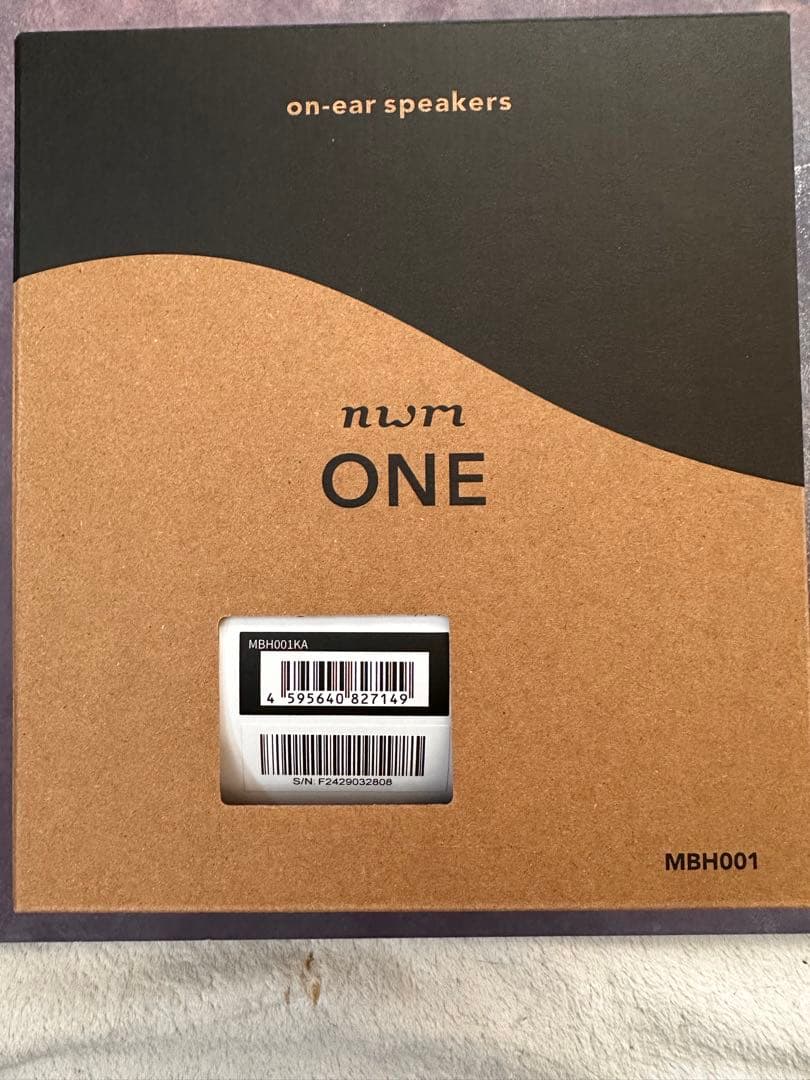 on-ear speakers
nwm
ONE
MBH001KA
4 595640 827149
S/N. F2429032808
MBH001